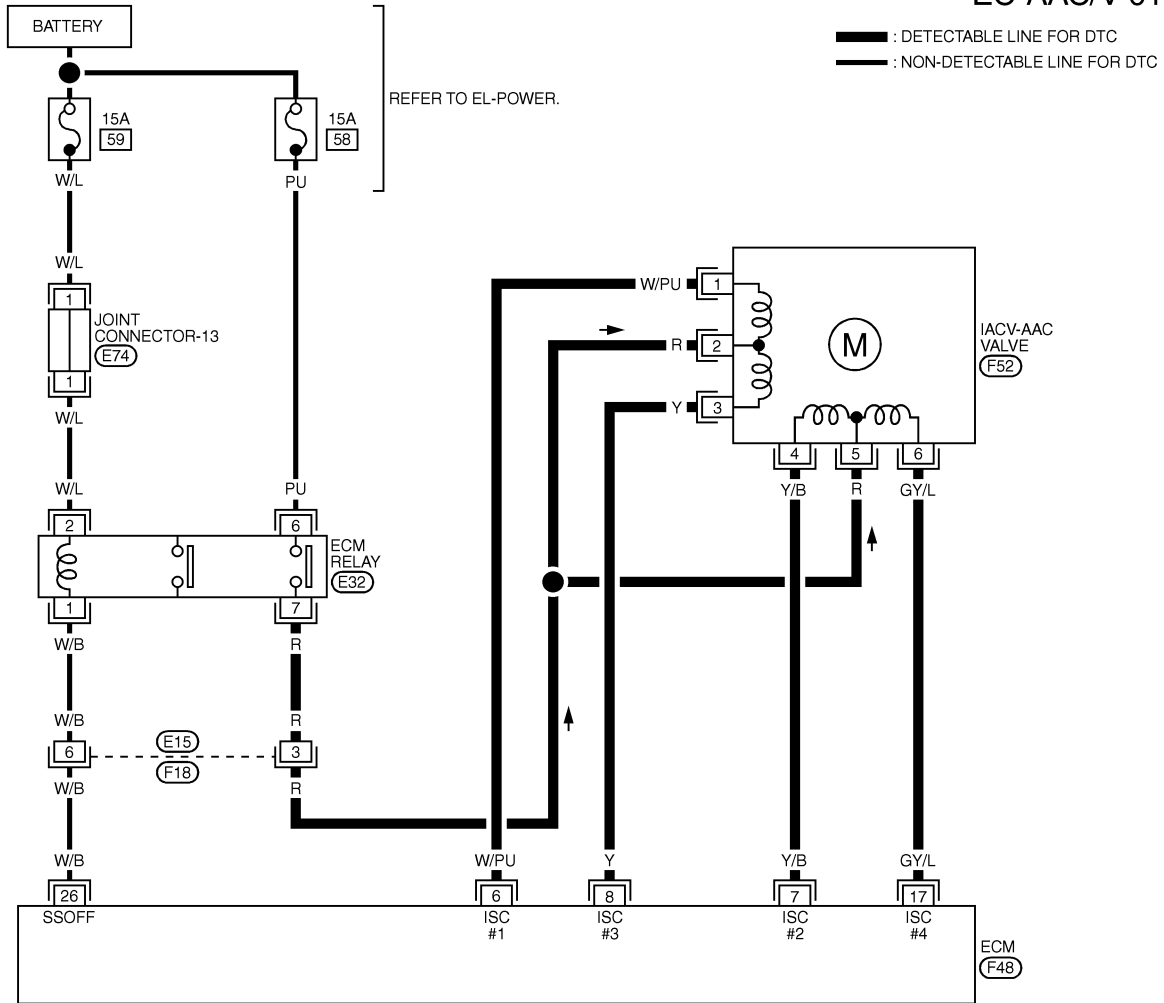 BATTERY
: DETECTABLE LINE FOR DTC
: NON-DETECTABLE LINE FOR DTC
REFER TO EL-POWER.
15A
59
15A
58
W/L
PU
W/L
1
JOINT
CONNECTOR-13
E74
1
W/L
W/L
PU
2
6
ECM
RELAY
E32
1
7
W/B
R
W/B
R
6
E15
F18
3
W/B
R
W/B
26
SSOFF
W/PU
1
R
2
Y
3
M
IACV-AAC
VALVE
F52
4
5
6
Y/B
R
GY/L
W/PU
Y
Y/B
GY/L
6
8
7
17
ISC
#1
ISC
#3
ISC
#2
ISC
#4
ECM
F48